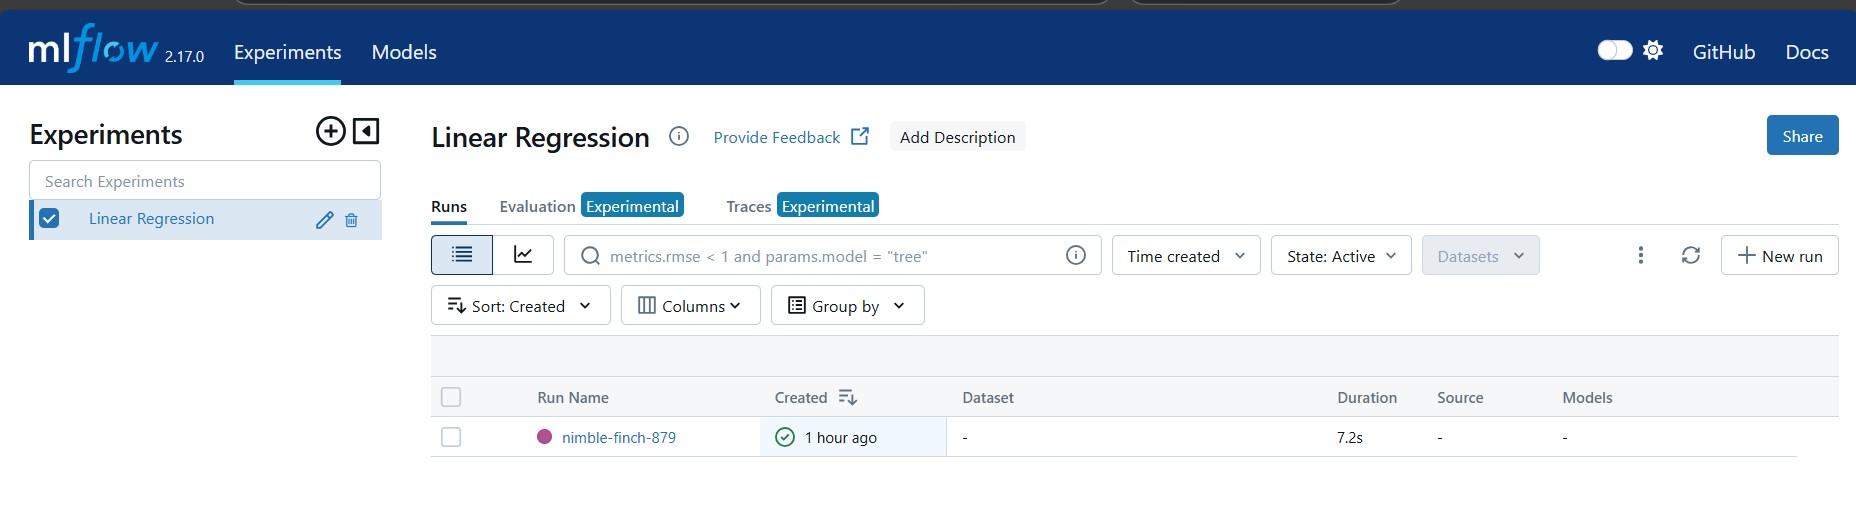 mlflow 2.17.0 Experiments Models GitHub Docs
Experiments
Search Experiments
Linear Regression
Linear Regression Provide Feedback Add Description Share
Runs Evaluation Experimental Traces Experimental
metrics.rmse < 1 and params.model = "tree" Time created State: Active Datasets New run
Sort: Created Columns Group by
Run Name Created Dataset Duration Source Models
nimble-finch-879 1 hour ago - 7.2s - -